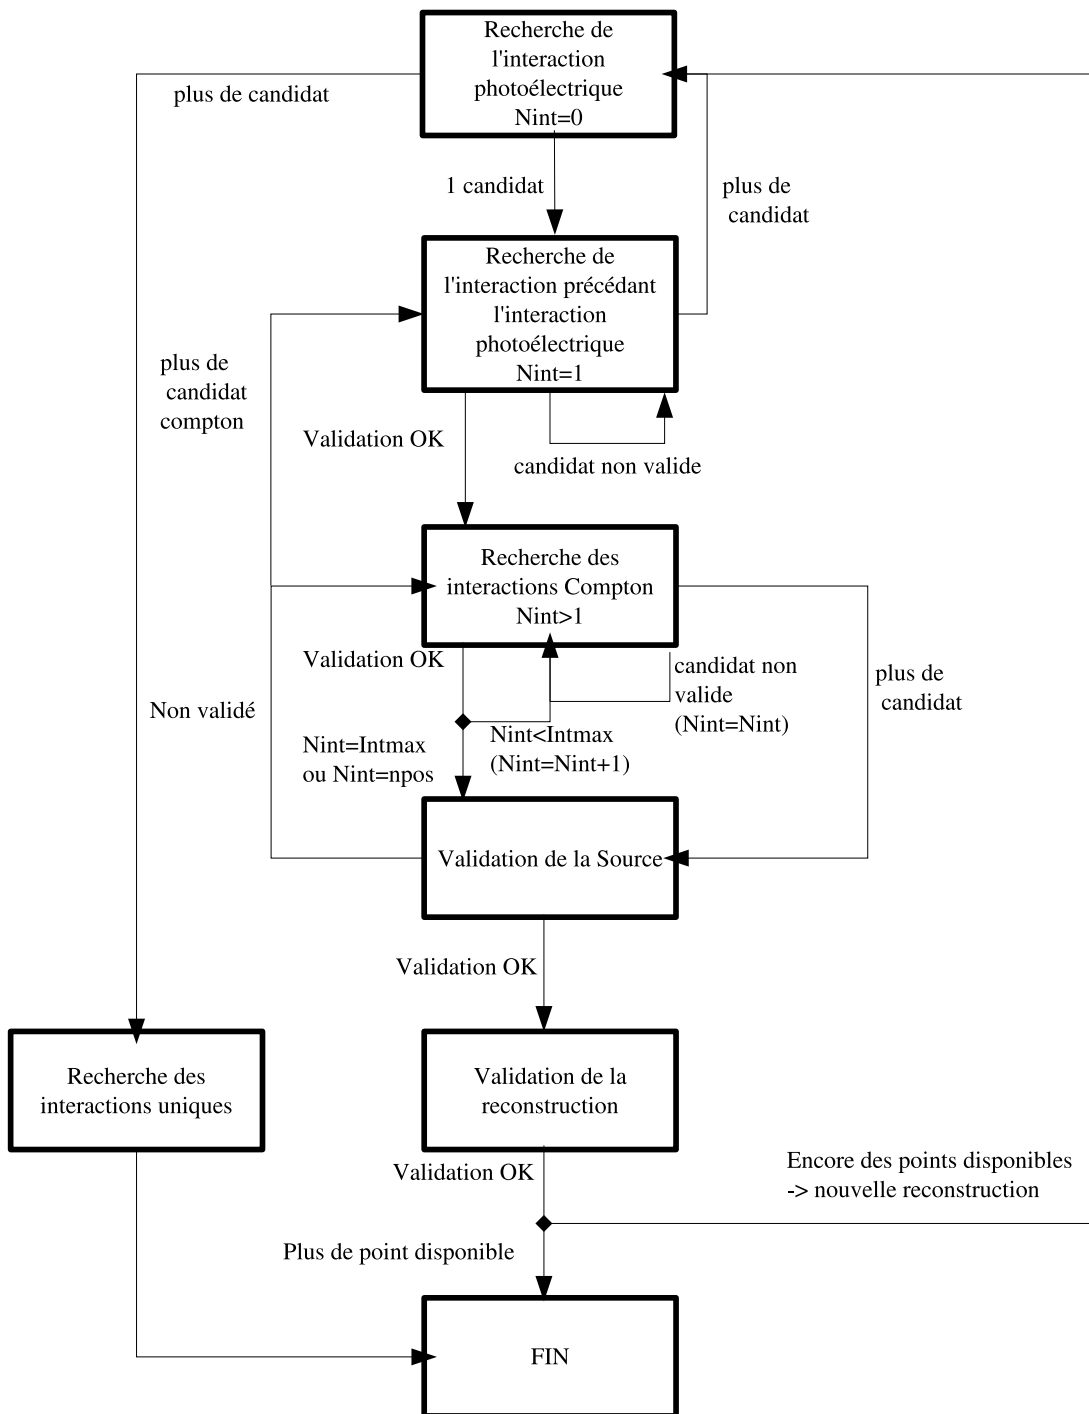 Recherche de
l'interaction
photoélectrique
Nint=0
plus de candidat
1 candidat
plus de
candidat
Recherche de
l'interaction précédant
l'interaction
photoélectrique
Nint=1
plus de
candidat
compton
Validation OK
candidat non valide
Recherche des
interactions Compton
Nint>1
Validation OK
candidat non
valide
(Nint=Nint)
plus de
candidat
Non validé
Nint=Intmax
ou Nint=npos
Nint<Intmax
(Nint=Nint+1)
Validation de la Source
Validation OK
Recherche des
interactions uniques
Validation de la
reconstruction
Validation OK
Encore des points disponibles
-> nouvelle reconstruction
Plus de point disponible
FIN